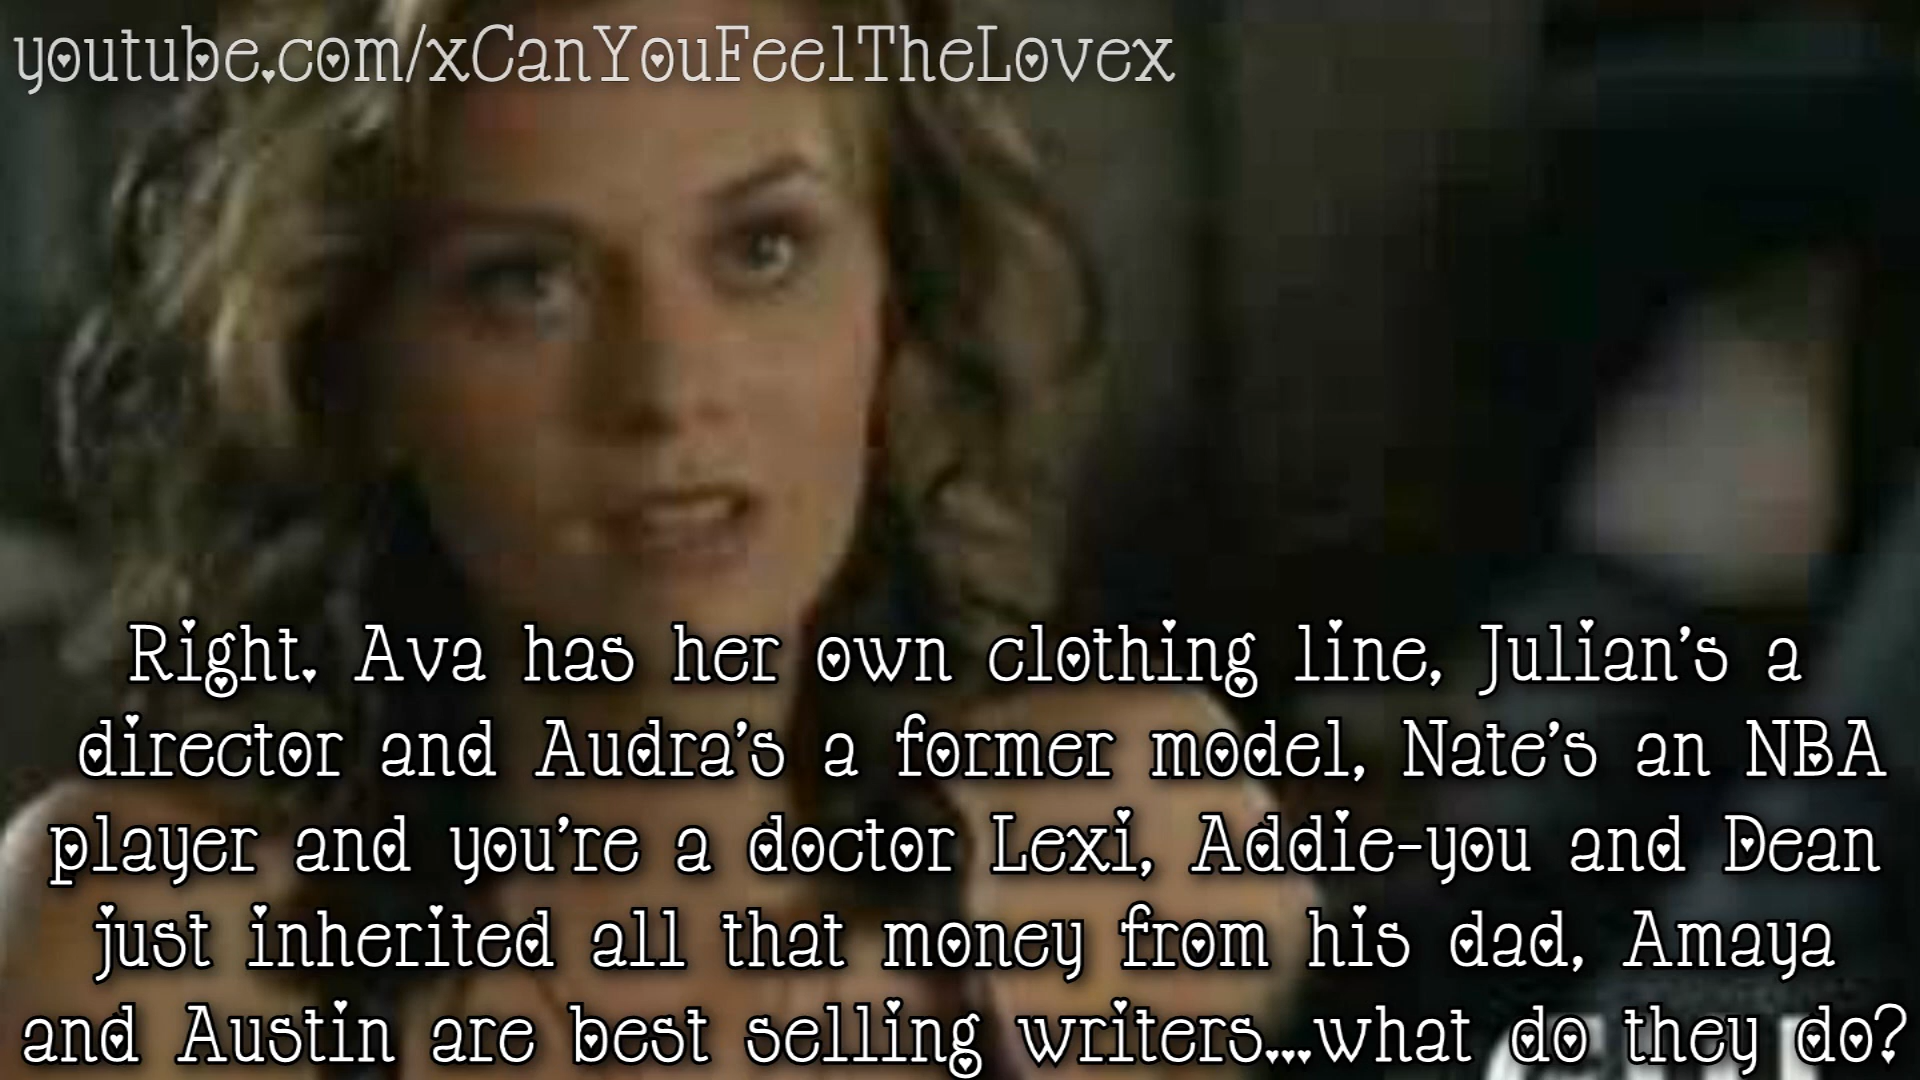 youtube.com/xCanYouFeelTheLovex
Right. Ava has her own clothing line, Julian's a
director and Audra's a former model, Nate's an NBA
player and you're a doctor Lexi, Addie-you and Dean
just inherited all that money from his dad, Amaya
and Austin are best selling writers...what do they do?